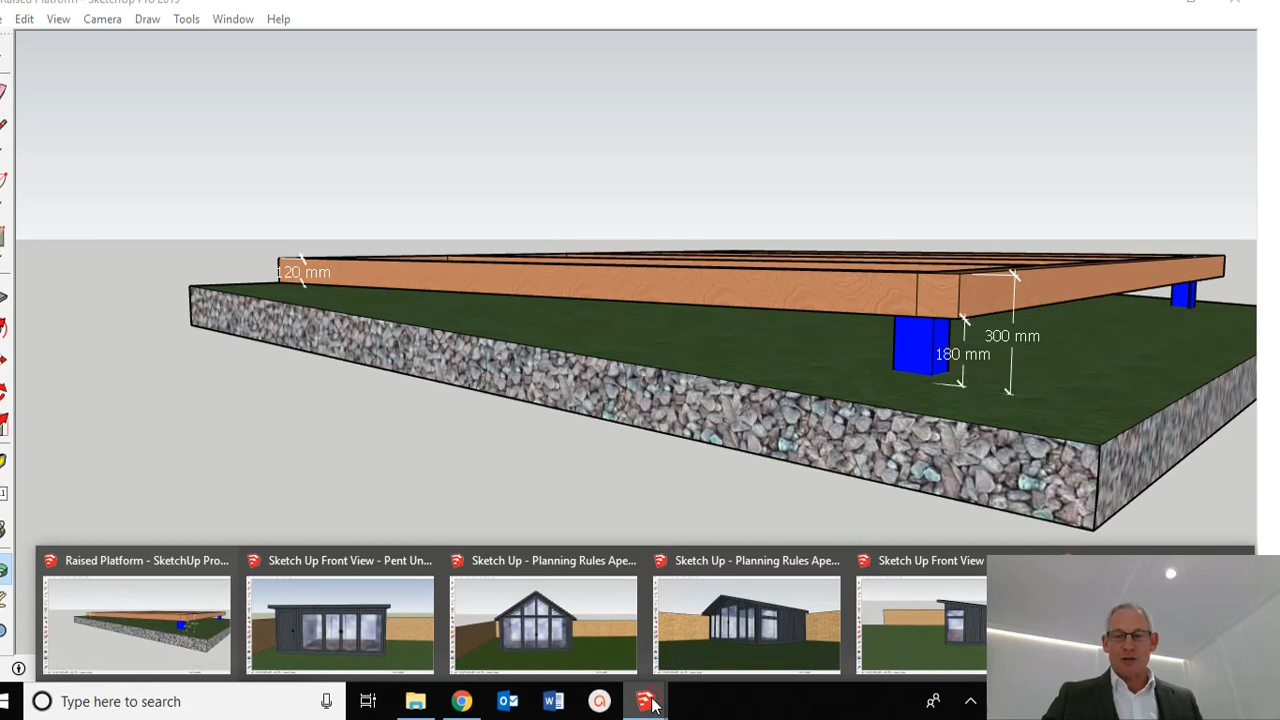 Raised Platform - SketchUp Pro 2019
Edit View Camera Draw Tools Window Help
120 mm
300 mm
180 mm
Raised Platform - SketchUp Pro...
Sketch Up Front View - Pent Un...
Sketch Up - Planning Rules Ape...
Sketch Up - Planning Rules Ape...
Sketch Up Front View
Type here to search